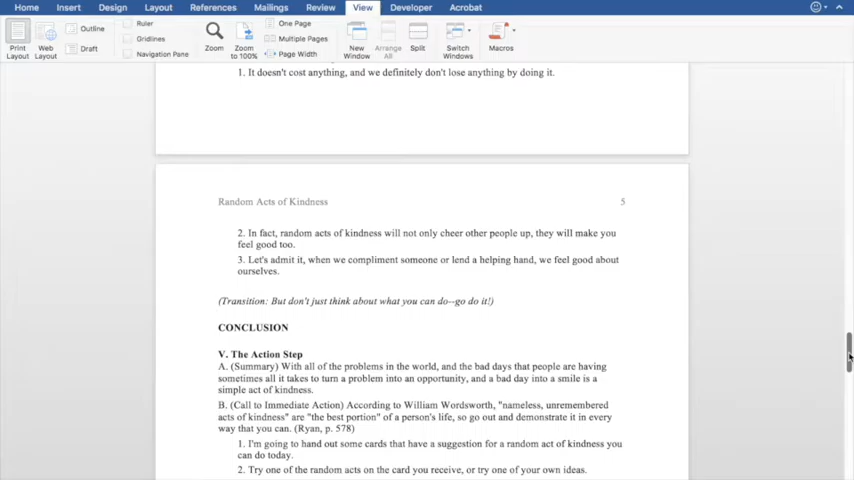 Home Insert Design Layout References Mailings Review View Developer Acrobat
Ruler One Page
Outline
Gridlines Multiple Pages
Draft
Navigation Pane Page Width
Print Layout Web Layout Zoom Zoom to 100% New Window Arrange All Split Switch Windows Macros
1. It doesn't cost anything, and we definitely don't lose anything by doing it.
Random Acts of Kindness 5
2. In fact, random acts of kindness will not only cheer other people up, they will make you
feel good too.
3. Let's admit it, when we compliment someone or lend a helping hand, we feel good about
ourselves.
(Transition: But don't just think about what you can do--go do it!)
CONCLUSION
V. The Action Step
A. (Summary) With all of the problems in the world, and the bad days that people are having
sometimes all it takes to turn a problem into an opportunity, and a bad day into a smile is a
simple act of kindness.
B. (Call to Immediate Action) According to William Wordsworth, "nameless, unremembered
acts of kindness" are "the best portion" of a person's life, so go out and demonstrate it in every
way that you can. (Ryan, p. 578)
1. I'm going to hand out some cards that have a suggestion for a random act of kindness you
can do today.
2. Try one of the random acts on the card you receive, or try one of your own ideas.